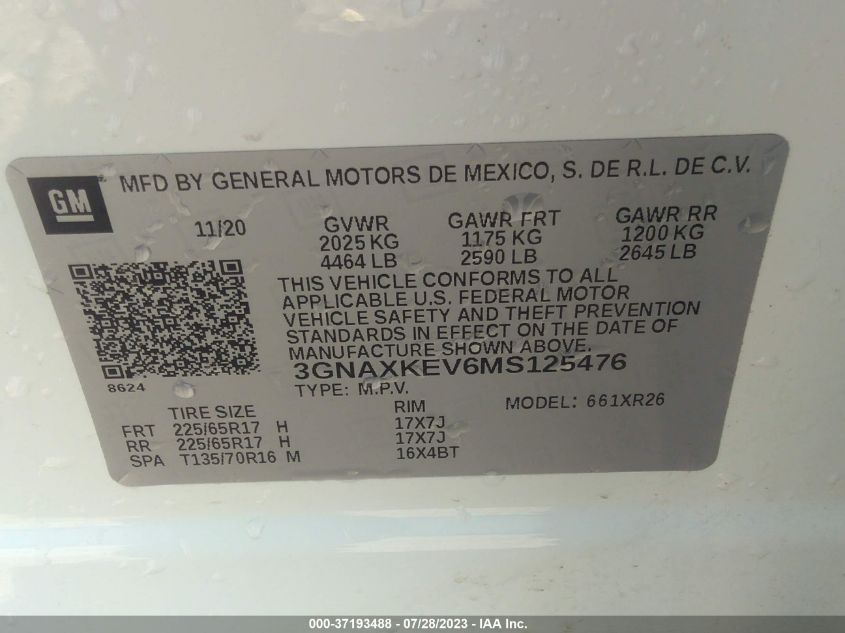 GM
MFD BY GENERAL MOTORS DE MEXICO, S. DE R.L. DE C.V.
11/20 GVWR GAWR FRT GAWR RR
2025 KG 1175 KG 1200 KG
4464 LB 2590 LB 2645 LB
THIS VEHICLE CONFORMS TO ALL
APPLICABLE U.S. FEDERAL MOTOR
VEHICLE SAFETY AND THEFT PREVENTION
STANDARDS IN EFFECT ON THE DATE OF
MANUFACTURE SHOWN ABOVE.
3GNAXKEV6MS125476
8624
TYPE: M.P.V. MODEL: 661XR26
TIRE SIZE RIM
FRT 225/65R17 H 17X7J
RR 225/65R17 H 17X7J
SPA T135/70R16 M 16X4BT
000-37193488 - 07/28/2023 - IAAI.com